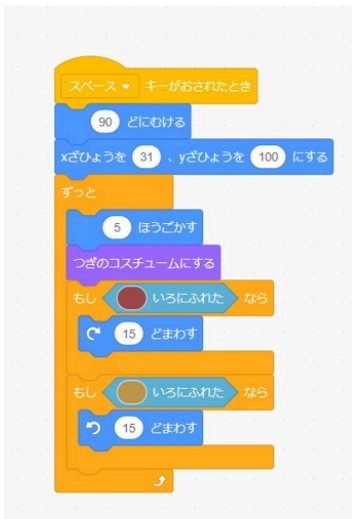 スペース キーがおされたとき
90 どにむける
xざひょうを 31 、yざひょうを 100 にする
ずっと
5 ほうごかす
つぎのコスチュームにする
もし いろにふれた なら
15 どまわす
もし いろにふれた なら
15 どまわす